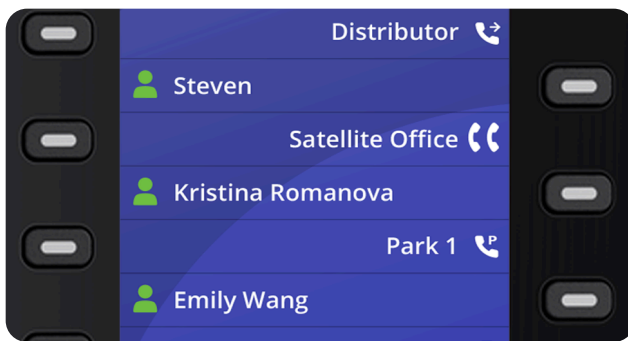 Distributor
Steven
Satellite Office
Kristina Romanova
Park 1 P
Emily Wang